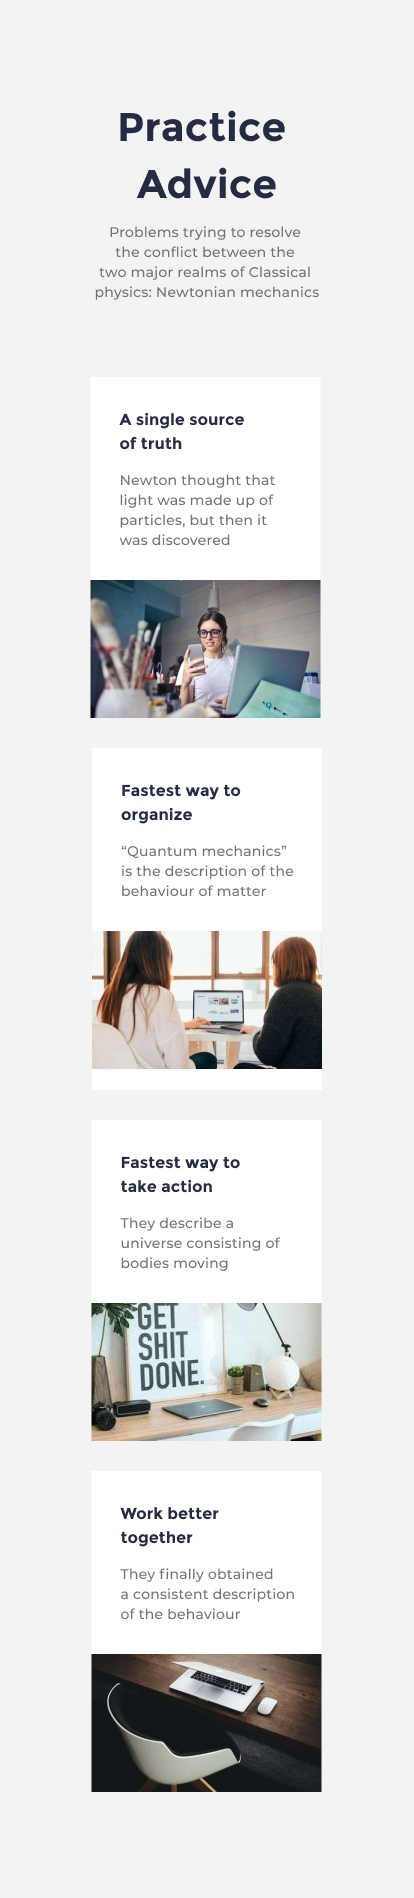 Practice
Advice
Problems trying to resolve
the conflict between the
two major realms of Classical
physics: Newtonian mechanics
A single source
of truth
Newton thought that
light was made up of
particles, but then it
was discovered
Fastest way to
organize
“Quantum mechanics”
is the description of the
behaviour of matter
Fastest way to
take action
They describe a
universe consisting of
bodies moving
GET
SHIT
DONE.
Work better
together
They finally obtained
a consistent description
of the behaviour